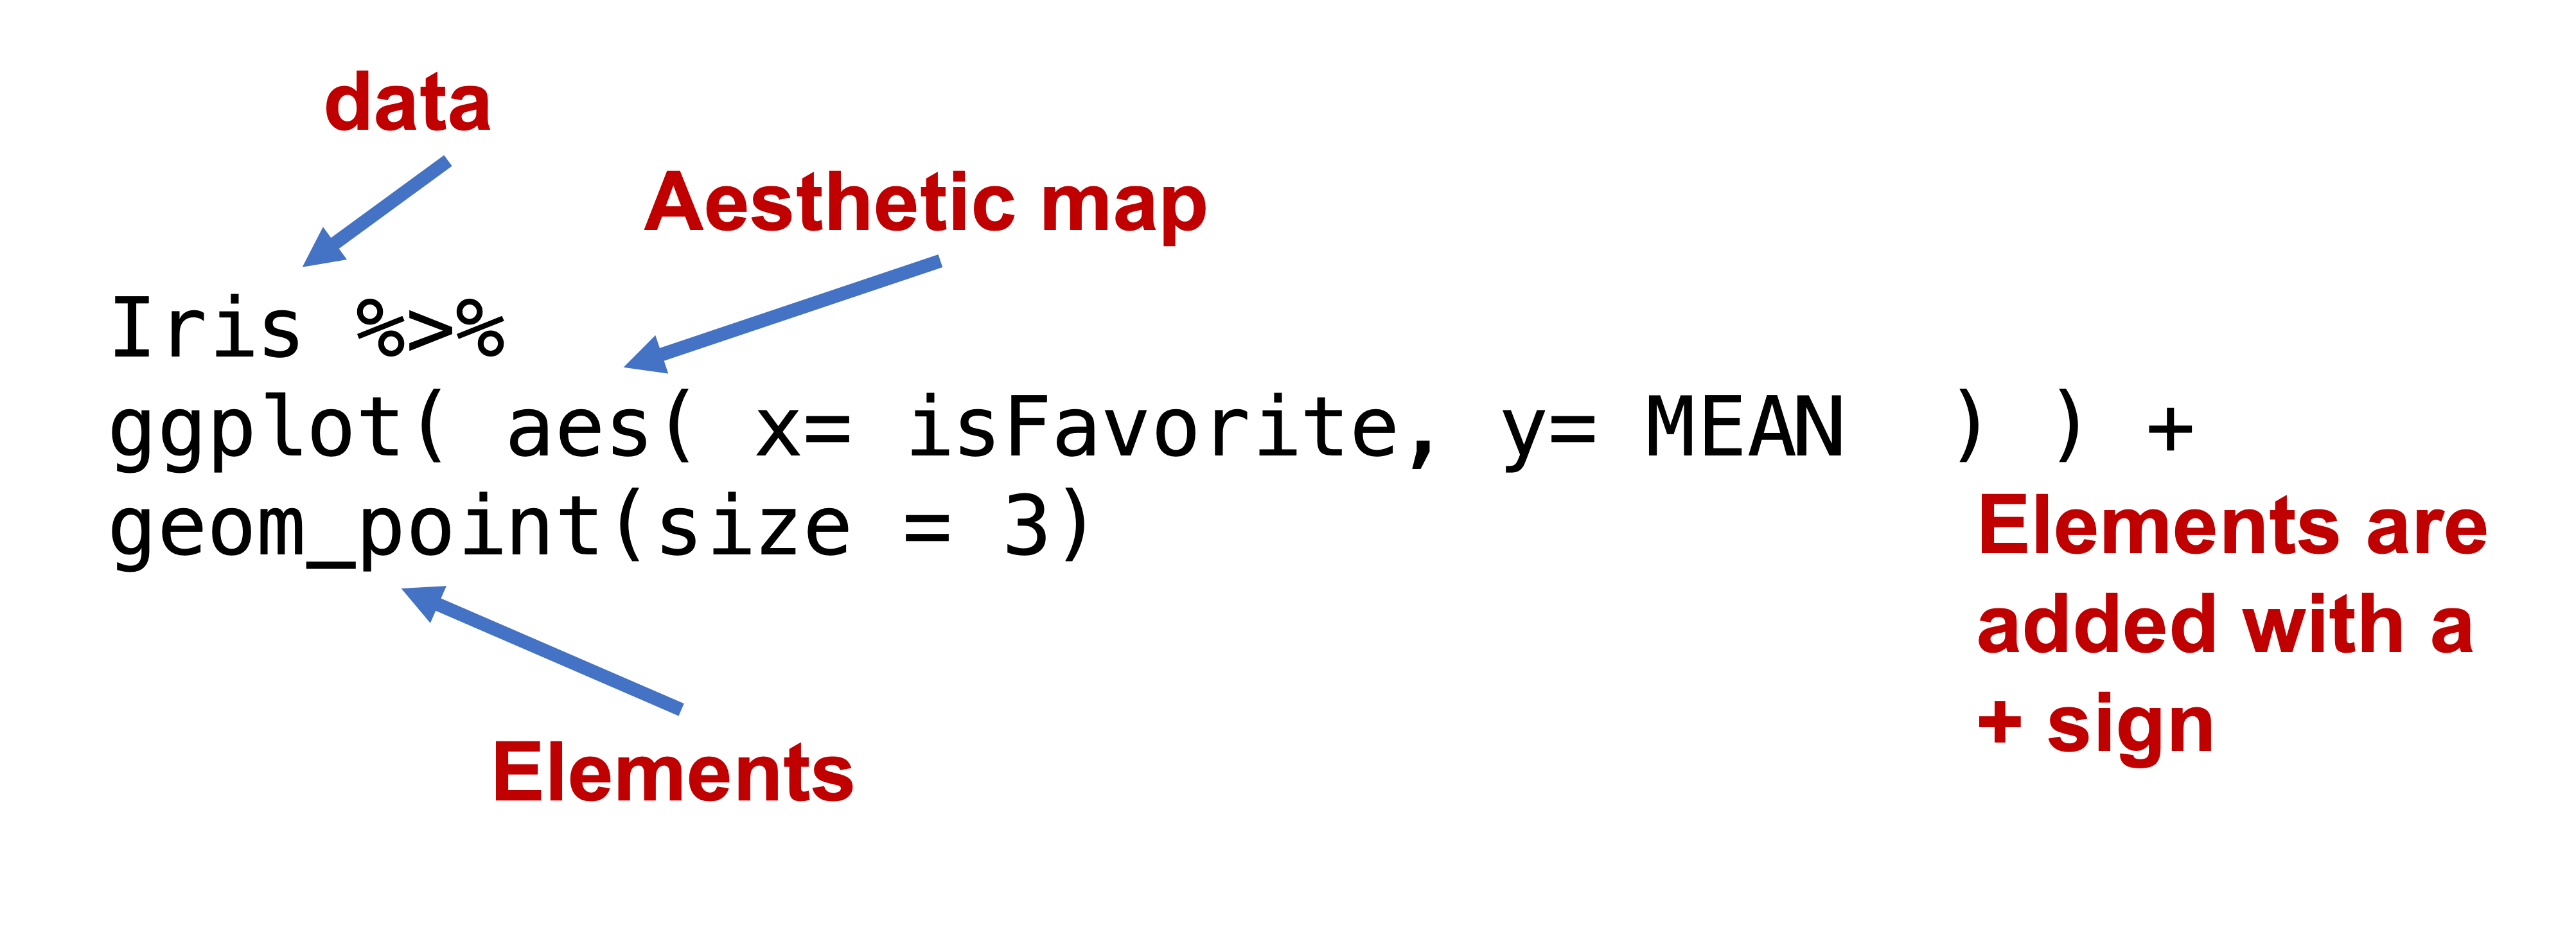 data
Aesthetic map
Iris %>%
ggplot( aes( x= isFavorite, y= MEAN  ) ) +
geom_point(size = 3)
Elements are
added with a
+ sign
Elements